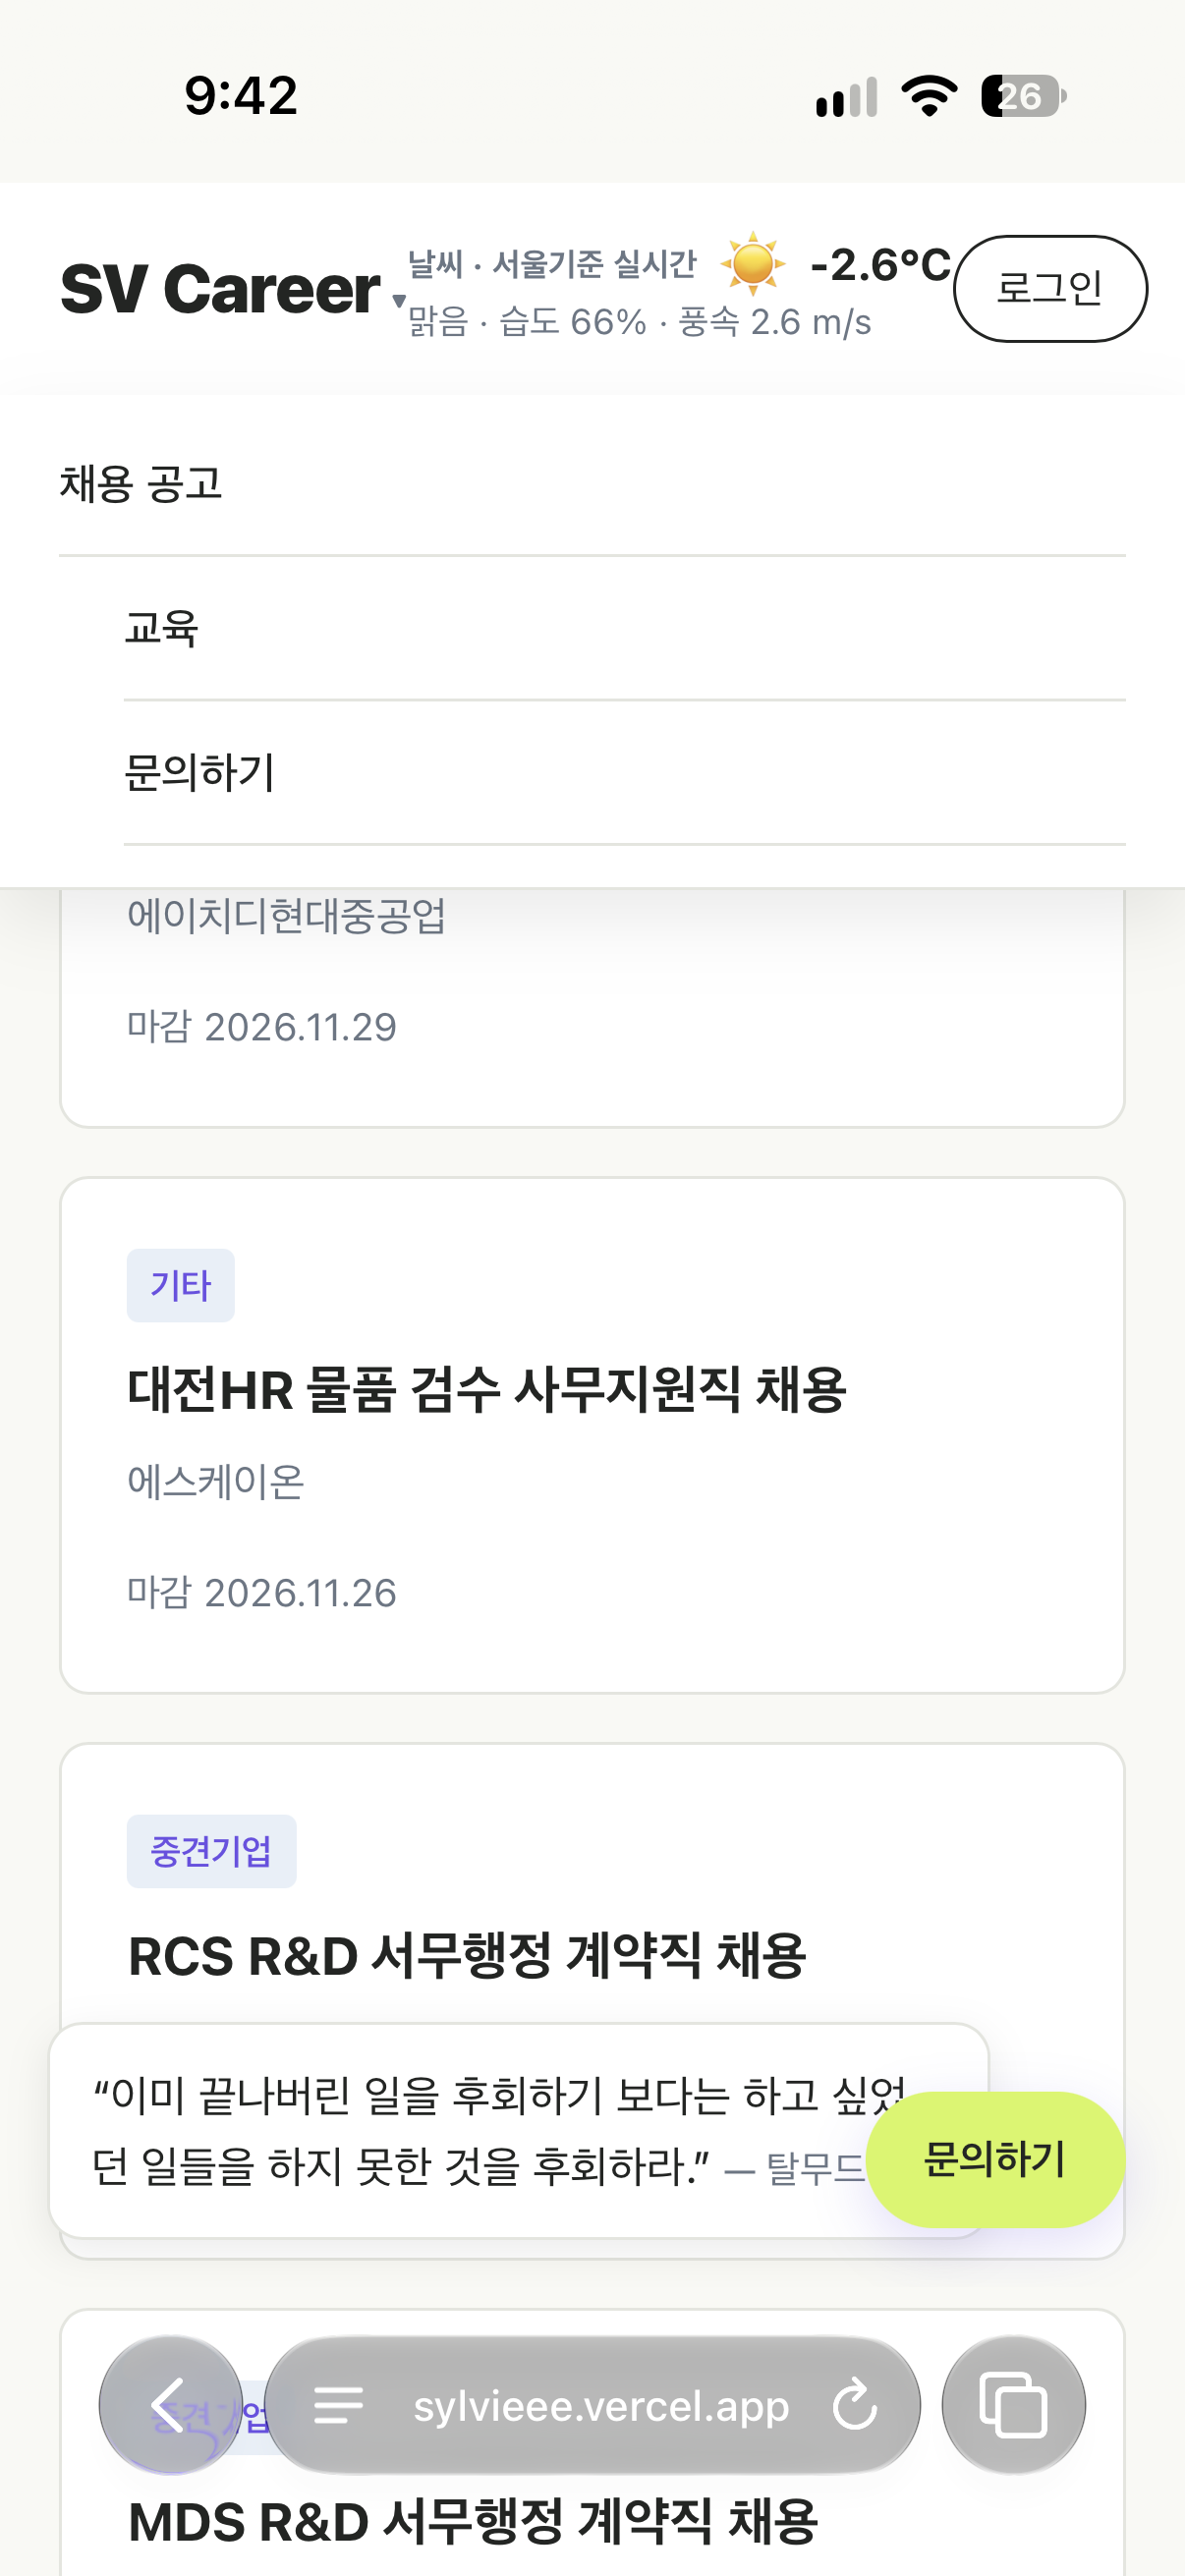 9:42
26
SV Career
날씨 · 서울기준 실시간 -2.6°C
맑음 · 습도 66% · 풍속 2.6 m/s
로그인
채용 공고
교육
문의하기
에이치디현대중공업
마감 2026.11.29
기타
대전HR 물품 검수 사무지원직 채용
에스케이온
마감 2026.11.26
중견기업
RCS R&D 서무행정 계약직 채용
“이미 끝나버린 일을 후회하기 보다는 하고 싶었
던 일들을 하지 못한 것을 후회하라.” — 탈무드
문의하기
중견기업
sylvieee.vercel.app
MDS R&D 서무행정 계약직 채용